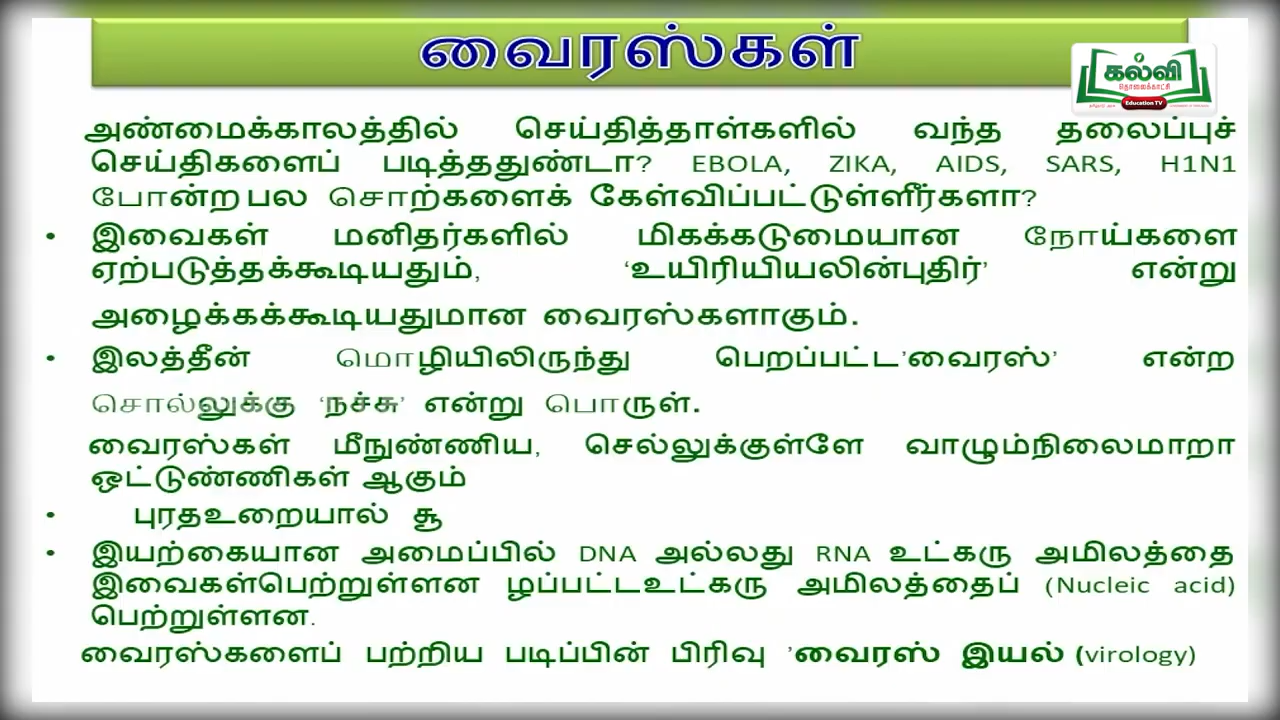 வைரஸ்கள்
கல்வி
தொலைக்காட்சி
Education TV
அண்மைக்காலத்தில் செய்தித்தாள்களில் வந்த தலைப்புச்
செய்திகளைப் படித்ததுண்டா? EBOLA, ZIKA, AIDS, SARS, H1N1
போன்ற பல சொற்களைக் கேள்விப்பட்டுள்ளீர்களா?
• இவைகள் மனிதர்களில் மிகக்கடுமையான நோய்களை
ஏற்படுத்தக்கூடியதும், ‘உயிரியியலின்புதிர்’ என்று
அழைக்கக்கூடியதுமான வைரஸ்களாகும்.
• இலத்தீன் மொழியிலிருந்து பெறப்பட்ட’வைரஸ்’ என்ற
சொல்லுக்கு ‘நச்சு’ என்று பொருள்.
வைரஸ்கள் மீநுண்ணிய, செல்லுக்குள்ளே வாழும்நிலைமாறா
ஒட்டுண்ணிகள் ஆகும்
• புரதஉறையால் சூ
• இயற்கையான அமைப்பில் DNA அல்லது RNA உட்கரு அமிலத்தை
இவைகள்பெற்றுள்ளன ழப்பட்டஉட்கரு அமிலத்தைப் (Nucleic acid)
பெற்றுள்ளன.
வைரஸ்களைப் பற்றிய படிப்பின் பிரிவு ’வைரஸ் இயல் (virology)